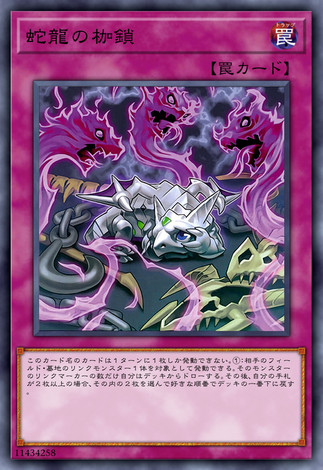 蛇龍の枷鎖
トラップ
罠
【罠カード】
このカード名のカードは1ターンに1枚しか発動できない。①:相手のフィ
ールド・墓地のリンクモンスター1体を対象として発動できる。そのモンスター
のリンクマーカーの数だけ自分はデッキからドローする。その後、自分の手札
が2枚以上の場合、その内の2枚を選んで好きな順番でデッキの一番下に戻す
。
11434258